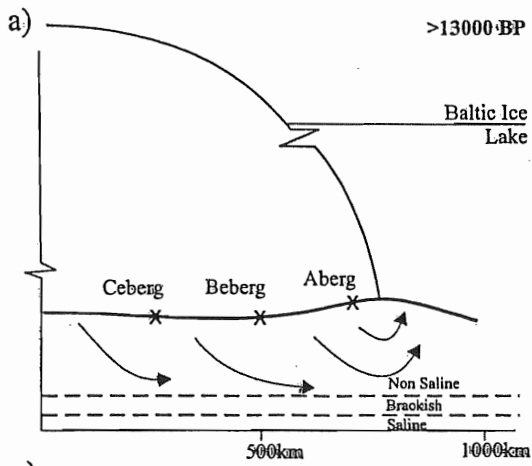 a)
>13000 BP
Baltic Ice
Lake
Ceberg
Beberg
Aberg
Non Saline
Braokish
Saline
500km
1000km